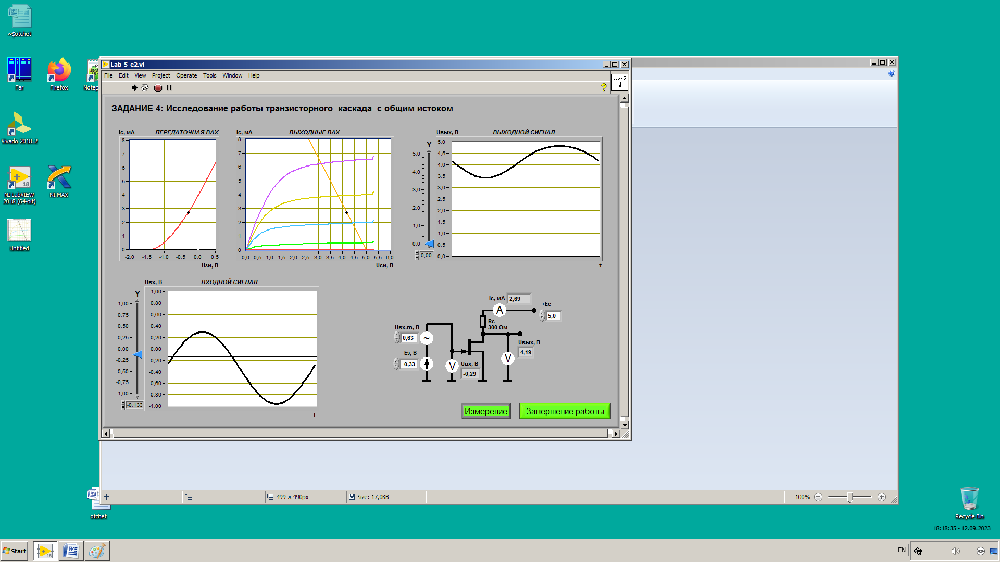 ~$otchet
Far
Firefox
Notep
Vivado 2018.2
NI LabVIEW
2018 (64-bit)
NI MAX
Untitled
otchet
Recycle Bin
18:18:35 - 12.09.2023
Lab-5-e2.vi
File Edit View Project Operate Tools Window Help
Lab - 5
ЗАДАНИЕ 4: Исследование работы транзисторного каскада с общим истоком
Iс, мА ПЕРЕДАТОЧНАЯ ВАХ
8
7
6
5
4
3
2
1
0
-2,0 -1,5 -1,0 -0,5 0,0 0,5
Uзи, В
Iс, мА ВЫХОДНЫЕ ВАХ
8
7
6
5
4
3
2
1
0
0,0 0,5 1,0 1,5 2,0 2,5 3,0 3,5 4,0 4,5 5,0 5,5 6,0
Uси, В
Y
5,0
4,0
3,0
2,0
1,0
0,0
0,00
Uвых, В ВЫХОДНОЙ СИГНАЛ
5,0
4,5
4,0
3,5
3,0
2,5
2,0
1,5
1,0
0,5
0,0
t
Y
1,00
0,75
0,50
0,25
0,00
-0,25
-0,50
-0,75
-1,00
-0,133
Uвх, В ВХОДНОЙ СИГНАЛ
1,00
0,80
0,60
0,40
0,20
0,00
-0,20
-0,40
-0,60
-0,80
-1,00
t
Iс, мА 2,69
A
+Eс
5,0
Rс
300 Ом
Uвх.m, В
0,63
~
Eз, В
-0,33
V
Uвх, В
-0,29
V
Uвых, В
4,19
Измерение
Завершение работы
499 × 490px
Size: 17,0KB
100%
Start
18
EN